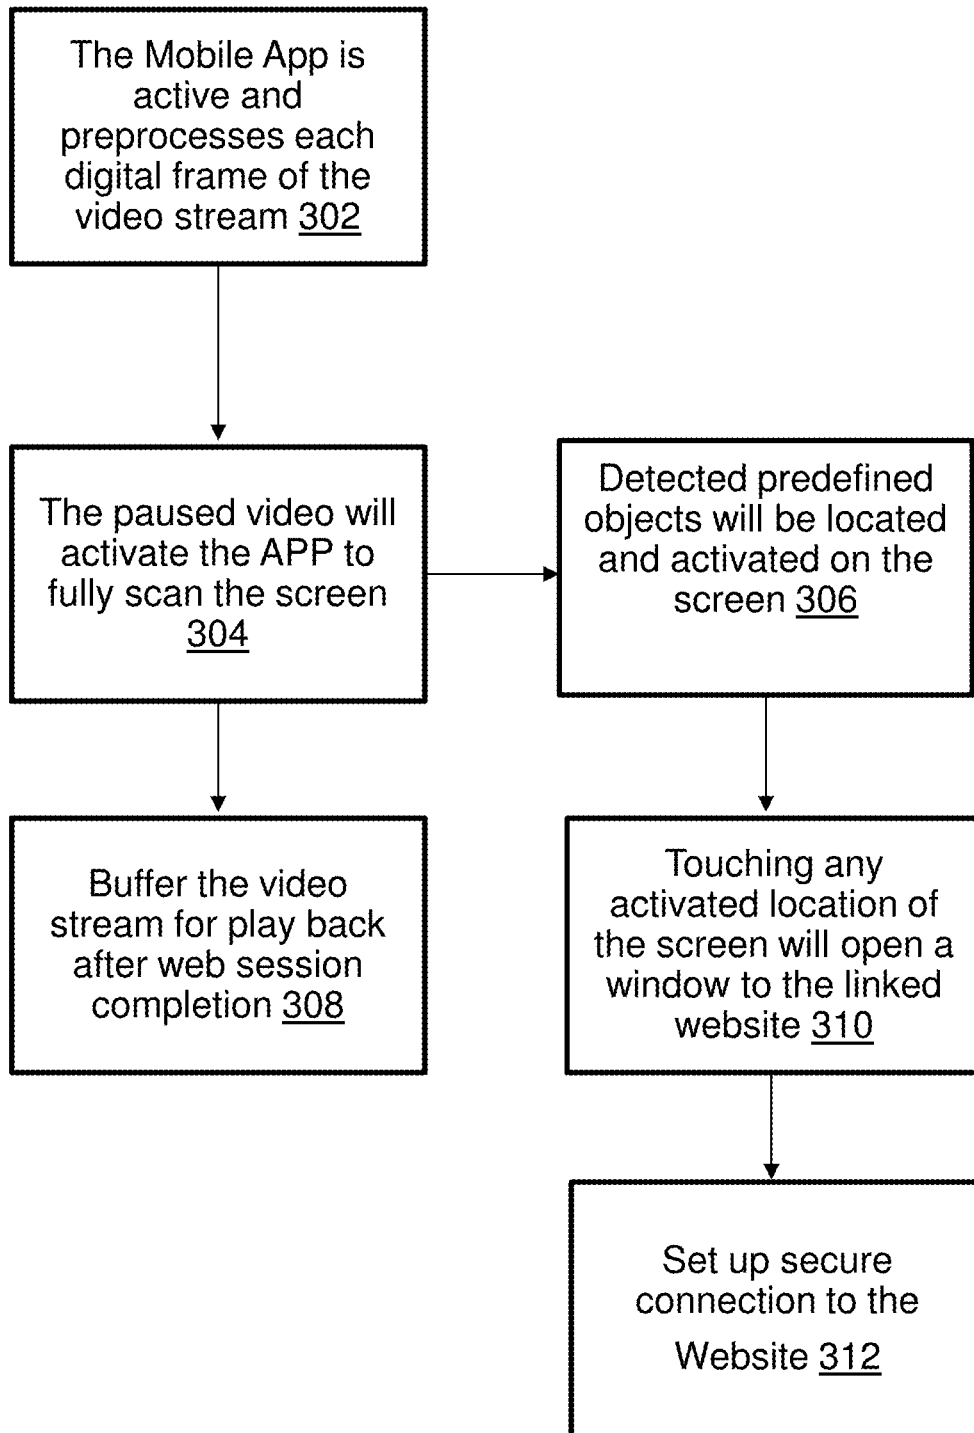 The Mobile App is
active and
preprocesses each
digital frame of the
video stream 302
The paused video will
activate the APP to
fully scan the screen
304
Detected predefined
objects will be located
and activated on the
screen 306
Buffer the video
stream for play back
after web session
completion 308
Touching any
activated location of
the screen will open a
window to the linked
website 310
Set up secure
connection to the
Website 312